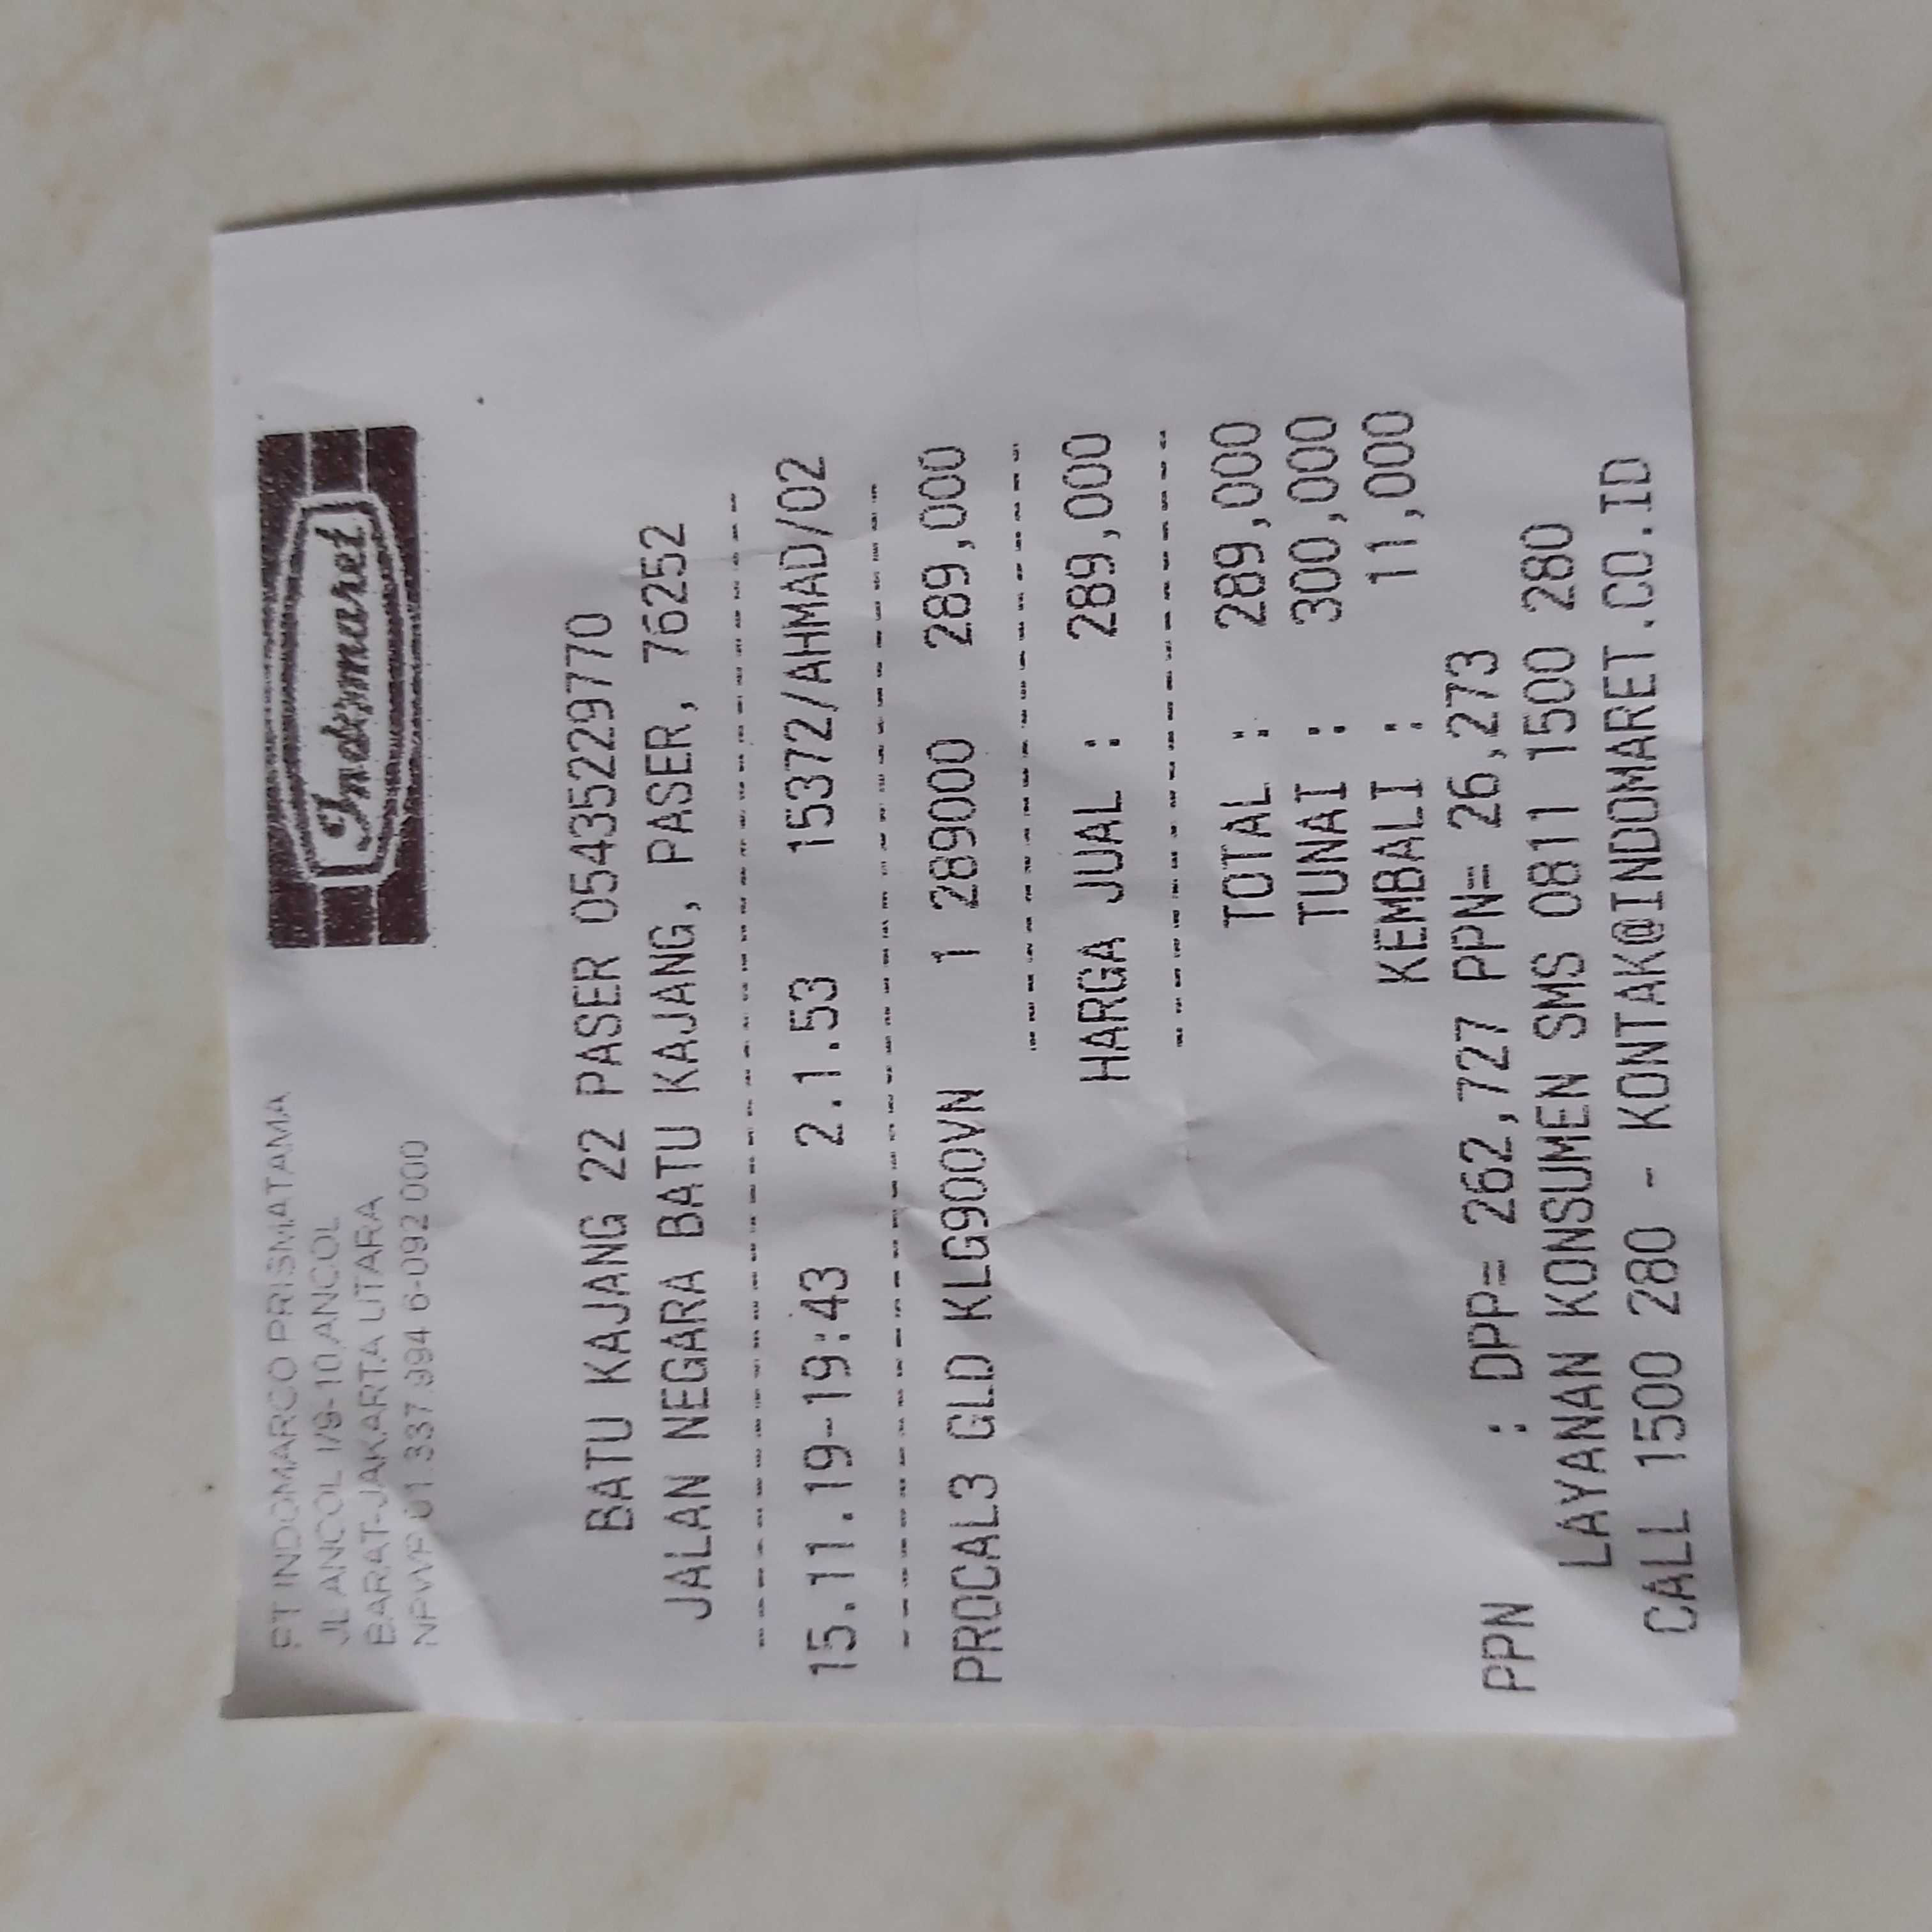 PT INDOMARCO PRISMATAMA
JL ANCOL I/9-10 ANCOL
BARAT-JAKARTA UTARA
NPWP 01.337.994.6-092.000
Indomaret
BATU KAJANG 22 PASER 05435229770
JALAN NEGARA BATU KAJANG, PASER, 76252
15.11.19-19:43 2.1.53 15372/AHMAD/02
PROCAL3 GLD KLG900VN 1 289000 289,000
HARGA JUAL : 289,000
TOTAL : 289,000
TUNAI : 300,000
KEMBALI : 11,000
PPN : DPP= 262,727 PPN= 26,273
LAYANAN KONSUMEN SMS 0811 1500 280
CALL 1500 280 - KONTAK@INDOMARET.CO.ID